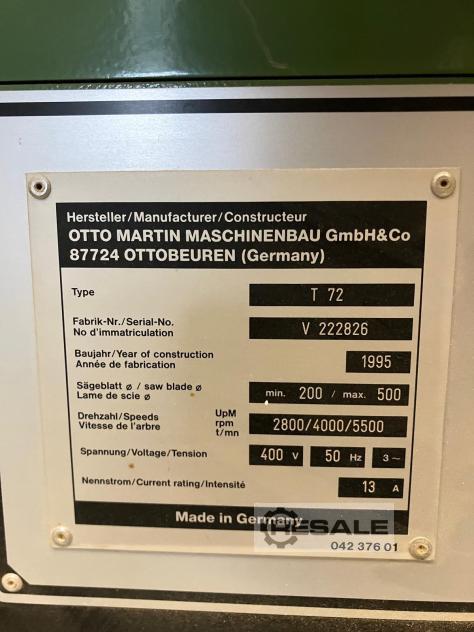 Hersteller/Manufacturer/Constructeur
OTTO MARTIN MASCHINENBAU GmbH&Co
87724 OTTOBEUREN (Germany)
Type T 72
Fabrik-Nr./Serial-No.
No d'immatriculation V 222826
Baujahr/Year of construction
Année de fabrication 1995
Sägeblatt ø / saw blade ø
Lame de scie ø min. 200 / max. 500
Drehzahl/Speeds UpM
Vitesse de l'arbre rpm 2800/4000/5500
t/mn
Spannung/Voltage/Tension 400 V 50 Hz 3~
Nennstrom/Current rating/Intensité 13 A
Made in Germany
RESALE
042 376 01